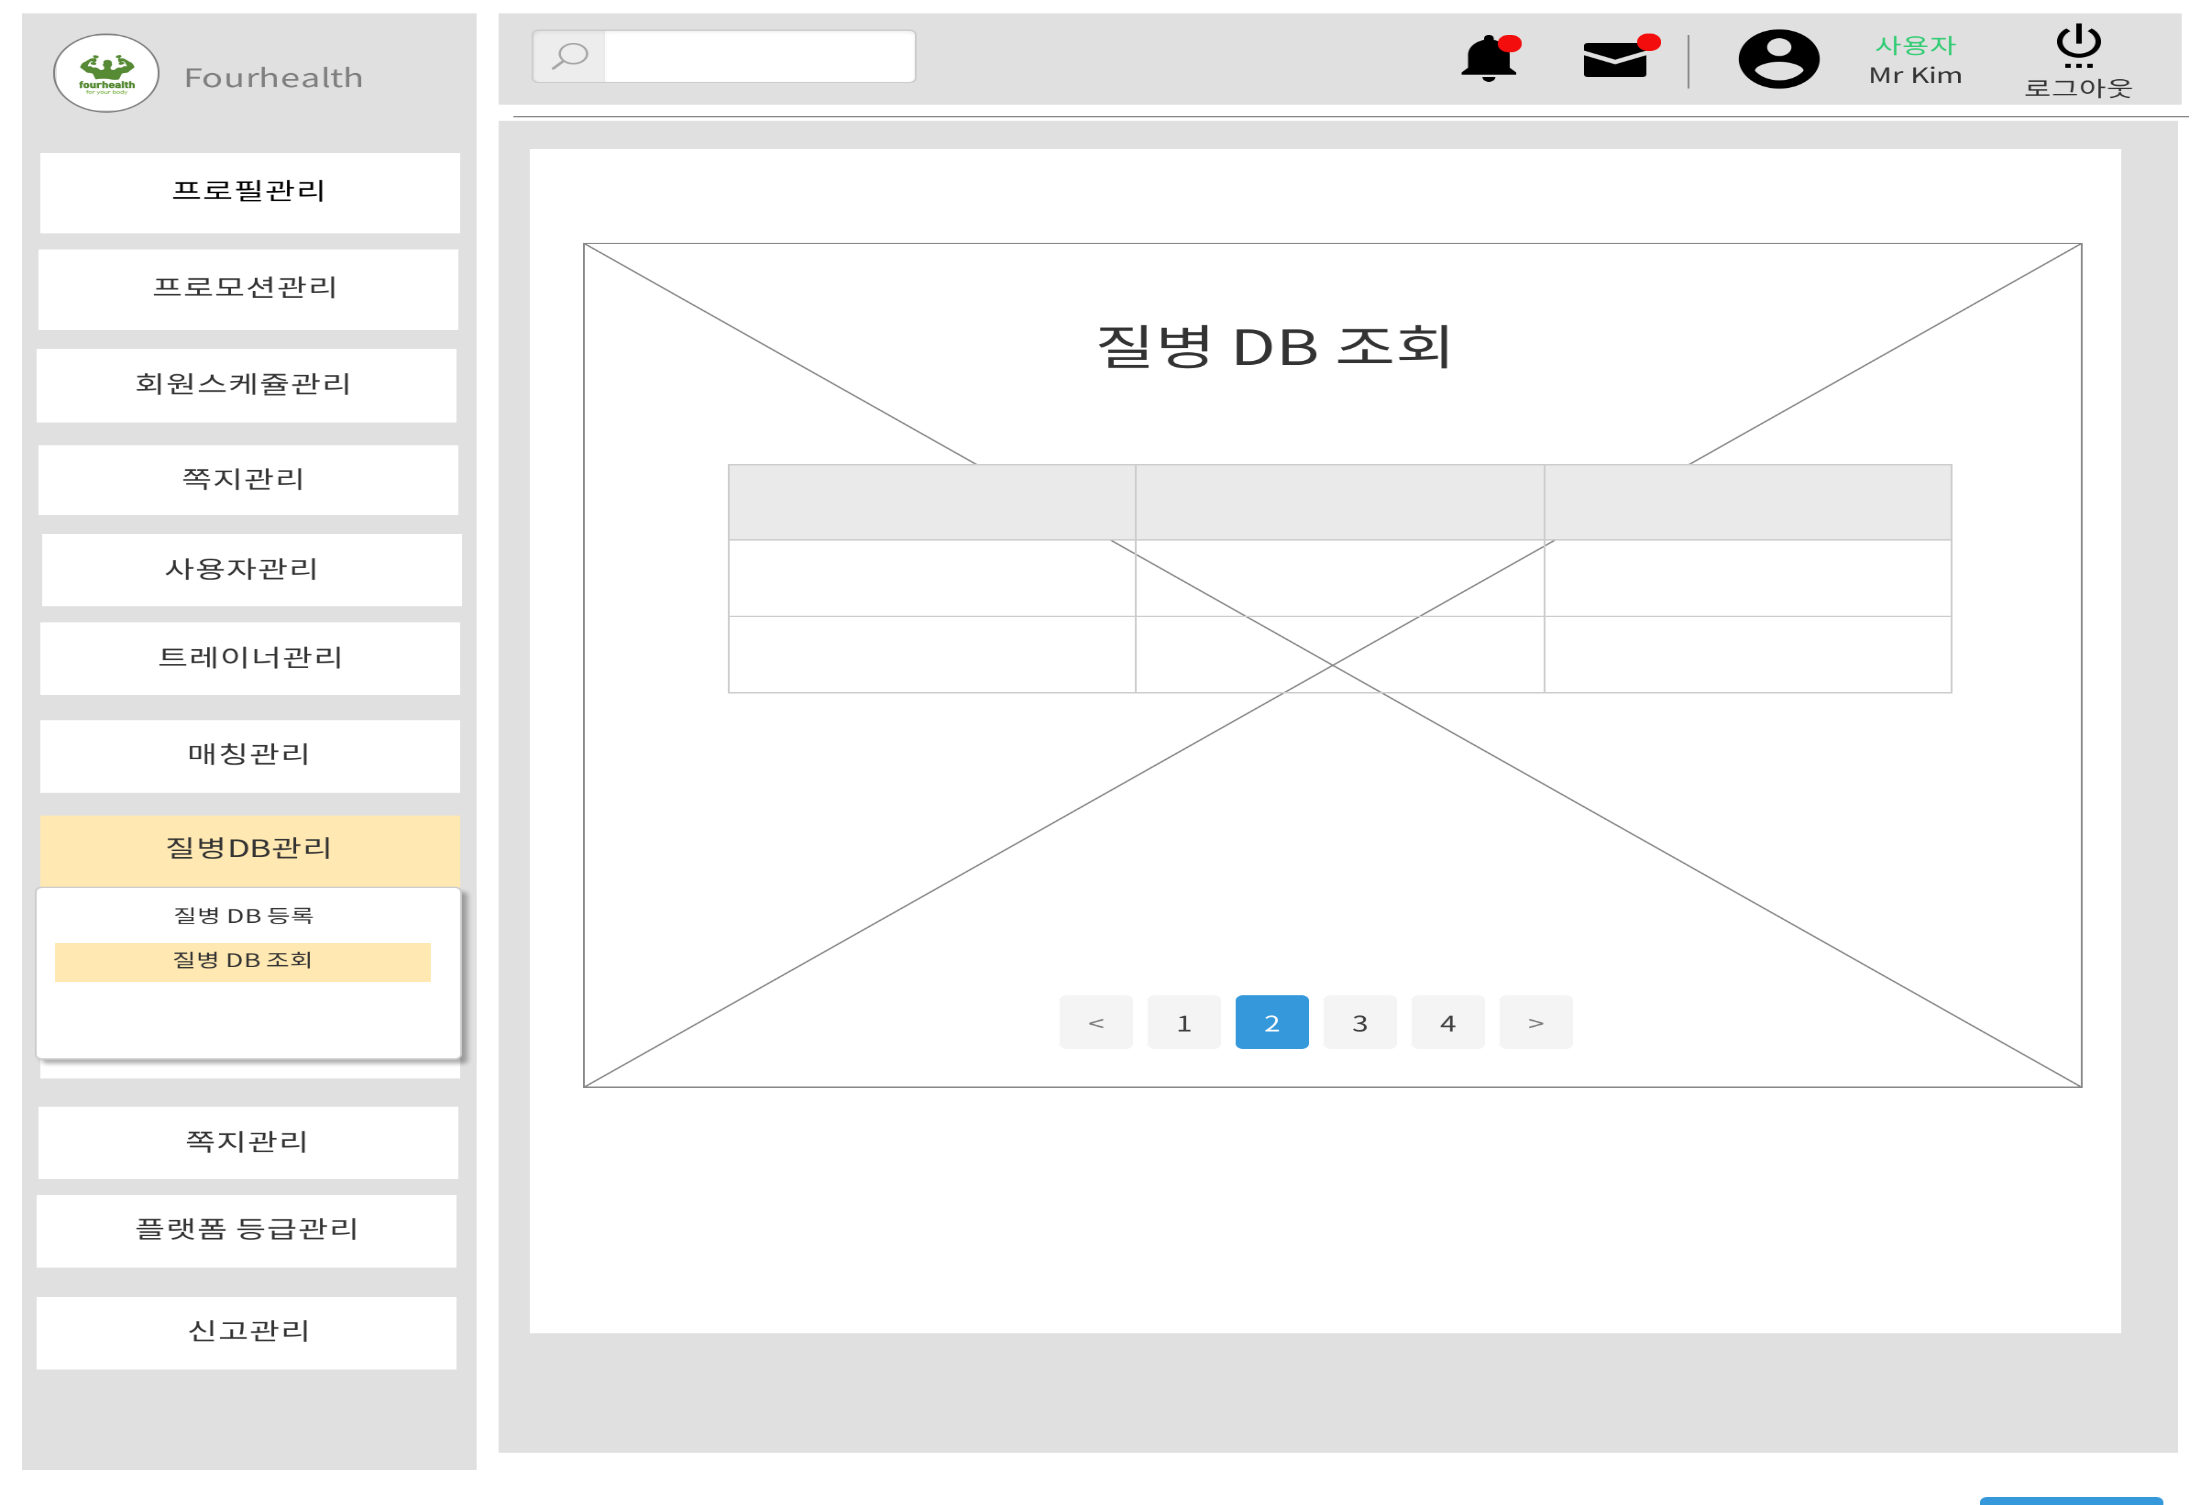 fourhealth
for your body
Fourhealth
프로필관리
프로모션관리
회원스케쥴관리
쪽지관리
사용자관리
트레이너관리
매칭관리
질병DB관리
질병 DB 등록
질병 DB 조회
쪽지관리
플랫폼 등급관리
신고관리
사용자
Mr Kim
로그아웃
질병 DB 조회
< 1 2 3 4 >